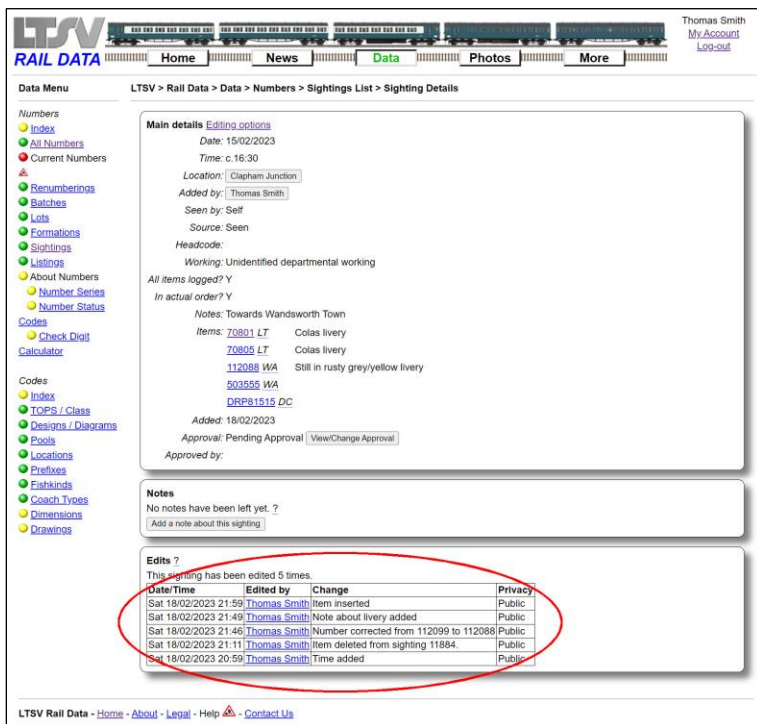 LTSV
RAIL DATA
Home
News
Data
Photos
More
Thomas Smith
My Account
Log-out
Data Menu
Numbers
Index
All Numbers
Current Numbers
Renumberings
Batches
Lots
Formations
Sightings
Listings
About Numbers
Number Series
Number Status
Codes
Check Digit
Calculator
Codes
Index
TOPS / Class
Designs / Diagrams
Pools
Locations
Prefixes
Fishkinds
Coach Types
Dimensions
Drawings
LTSV > Rail Data > Data > Numbers > Sightings List > Sighting Details
Main details Editing options
Date: 15/02/2023
Time: c.16:30
Location: Clapham Junction
Added by: Thomas Smith
Seen by: Self
Source: Seen
Headcode:
Working: Unidentified departmental working
All items logged? Y
In actual order? Y
Notes: Towards Wandsworth Town
Items: 70801 LT Colas livery
70805 LT Colas livery
112088 WA Still in rusty grey/yellow livery
503555 WA
DRP81515 DC
Added: 18/02/2023
Approval: Pending Approval View/Change Approval
Approved by:
Notes
No notes have been left yet. ?
Add a note about this sighting
Edits ?
This sighting has been edited 5 times.
Date/Time Edited by Change Privacy
Sat 18/02/2023 21:59 Thomas Smith Item inserted Public
Sat 18/02/2023 21:49 Thomas Smith Note about livery added Public
Sat 18/02/2023 21:46 Thomas Smith Number corrected from 112099 to 112088 Public
Sat 18/02/2023 21:11 Thomas Smith Item deleted from sighting 11884. Public
Sat 18/02/2023 20:59 Thomas Smith Time added Public
LTSV Rail Data - Home - About - Legal - Help - Contact Us